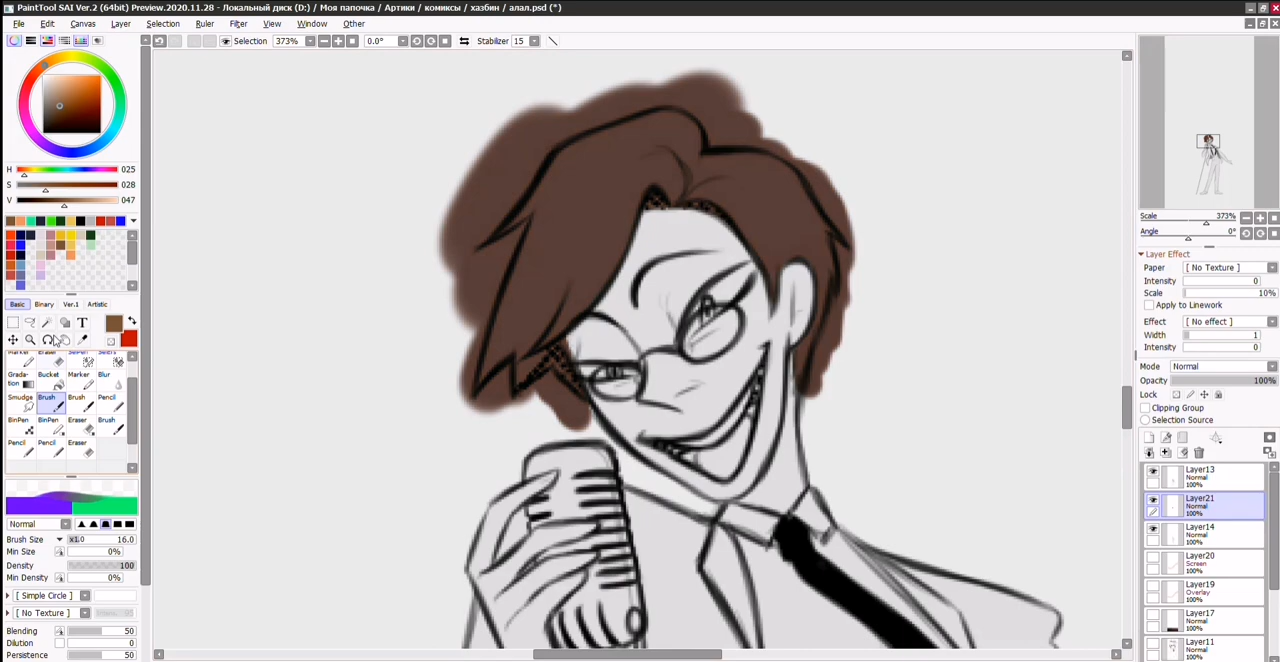 PaintTool SAI Ver.2 (64bit) Preview.2020.11.28 - Локальный диск (D:) / Моя папочка / Артики / комиксы / хазбин / алал.psd (*)
File Edit Canvas Layer Selection Ruler Filter View Window Other
Selection 373% 0.0° Stabilizer 15
H 025
S 028
V 047
Basic Binary Ver.1 Artistic
T
Marker Eraser SelPen SelErs
Gradation Bucket Marker Blur
Smudge Brush Brush Pencil
BinPen BinPen Eraser Brush
Pencil Pencil Eraser
Normal
Brush Size x1.0 16.0
Min Size 0%
Density 100
Min Density 0%
[ Simple Circle ]
[ No Texture ]
Blending 50
Dilution 0
Persistence 50
Scale 373%
Angle 0°
Layer Effect
Paper [ No Texture ]
Intensity 0
Scale 10%
Apply to Linework
Effect [ No effect ]
Width 1
Intensity 0
Mode Normal
Opacity 100%
Lock
Clipping Group
Selection Source
Layer13
Normal
100%
Layer21
Normal
100%
Layer14
Normal
100%
Layer20
Screen
100%
Layer19
Overlay
100%
Layer17
Normal
100%
Layer11
Normal
100%